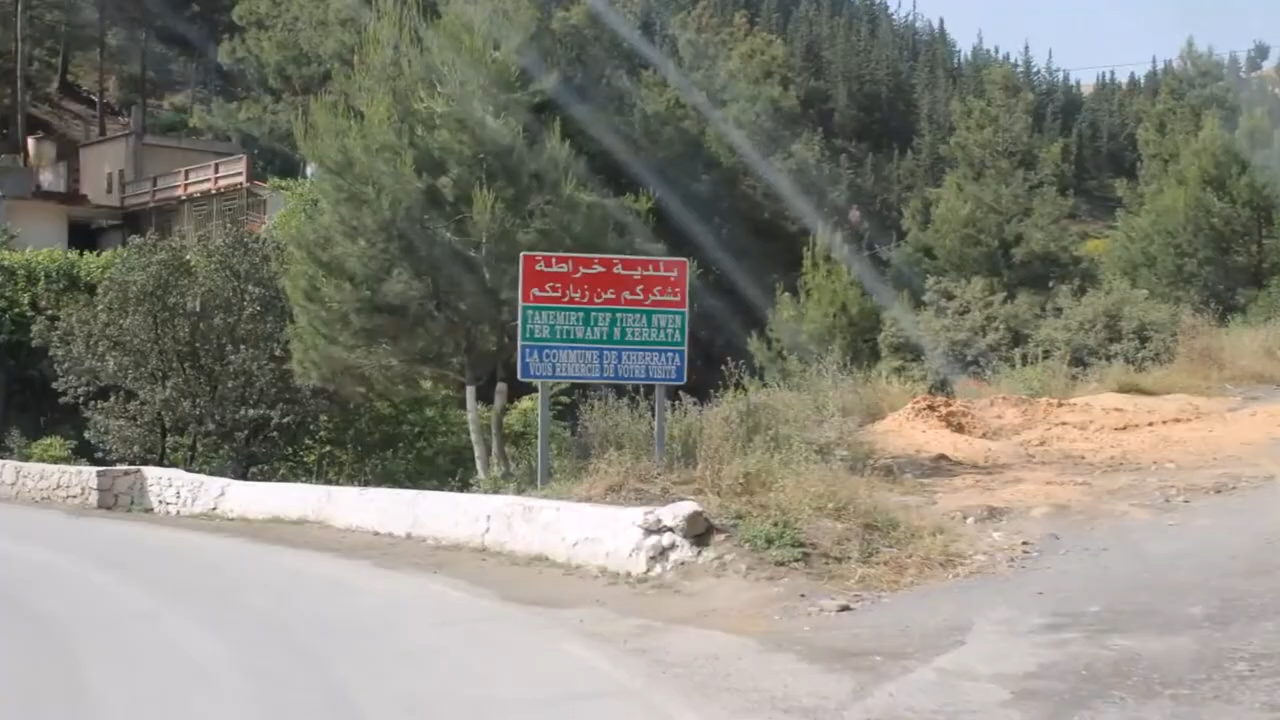 بلدية خراطة
تشكركم عن زيارتكم
TANEMIRT ΓEF TIRZA NWEN
ΓER TΓIWANT N XERRATA
LA COMMUNE DE KHERRATA
VOUS REMERCIE DE VOTRE VISITE